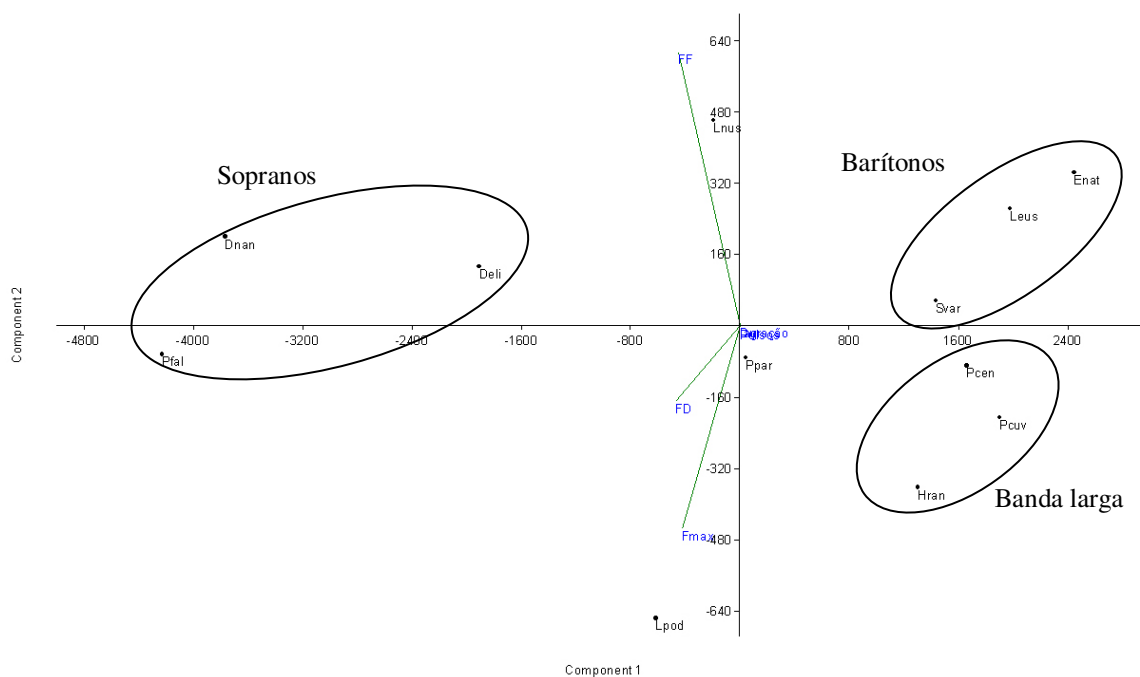 640
FF
480
Lnus
Barítonos
Sopranos
320
Enat
Leus
Dnan
160
Deli
Svar
Component 2
-4800
-4000
-3200
-2400
-1600
-800
800
1600
2400
Pfal
Ppar
Pcen
-160
FD
Pcuv
-320
Hran
Banda larga
Fmax
-480
-640
Lpod
Component 1